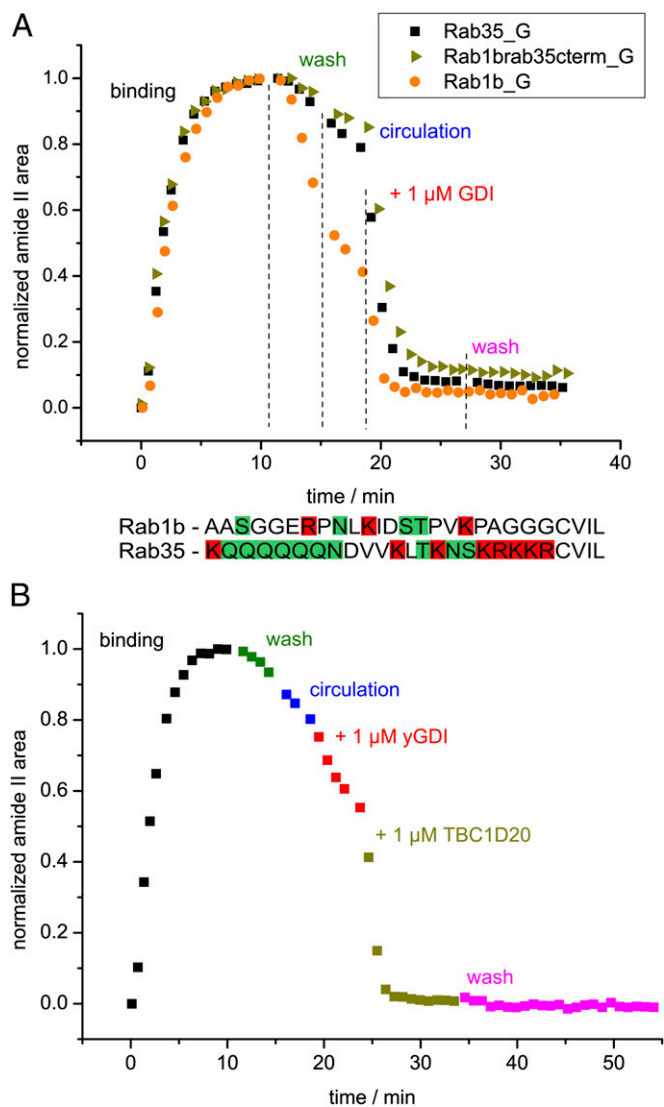 A
Rab35_G
Rab1brab35cterm_G
Rab1b_G
wash
binding
circulation
+ 1 µM GDI
wash
normalized amide II area
1.0
0.8
0.6
0.4
0.2
0.0
0 10 20 30 40
time / min
Rab1b - AASGGERPNLKIDSTPVKPAGGGCVIL
Rab35 - KQQQQQQNDVVKLTKNSKRKKRCVIL
B
binding
wash
circulation
+ 1 µM yGDI
+ 1 µM TBC1D20
wash
normalized amide II area
1.0
0.8
0.6
0.4
0.2
0.0
0 10 20 30 40 50
time / min